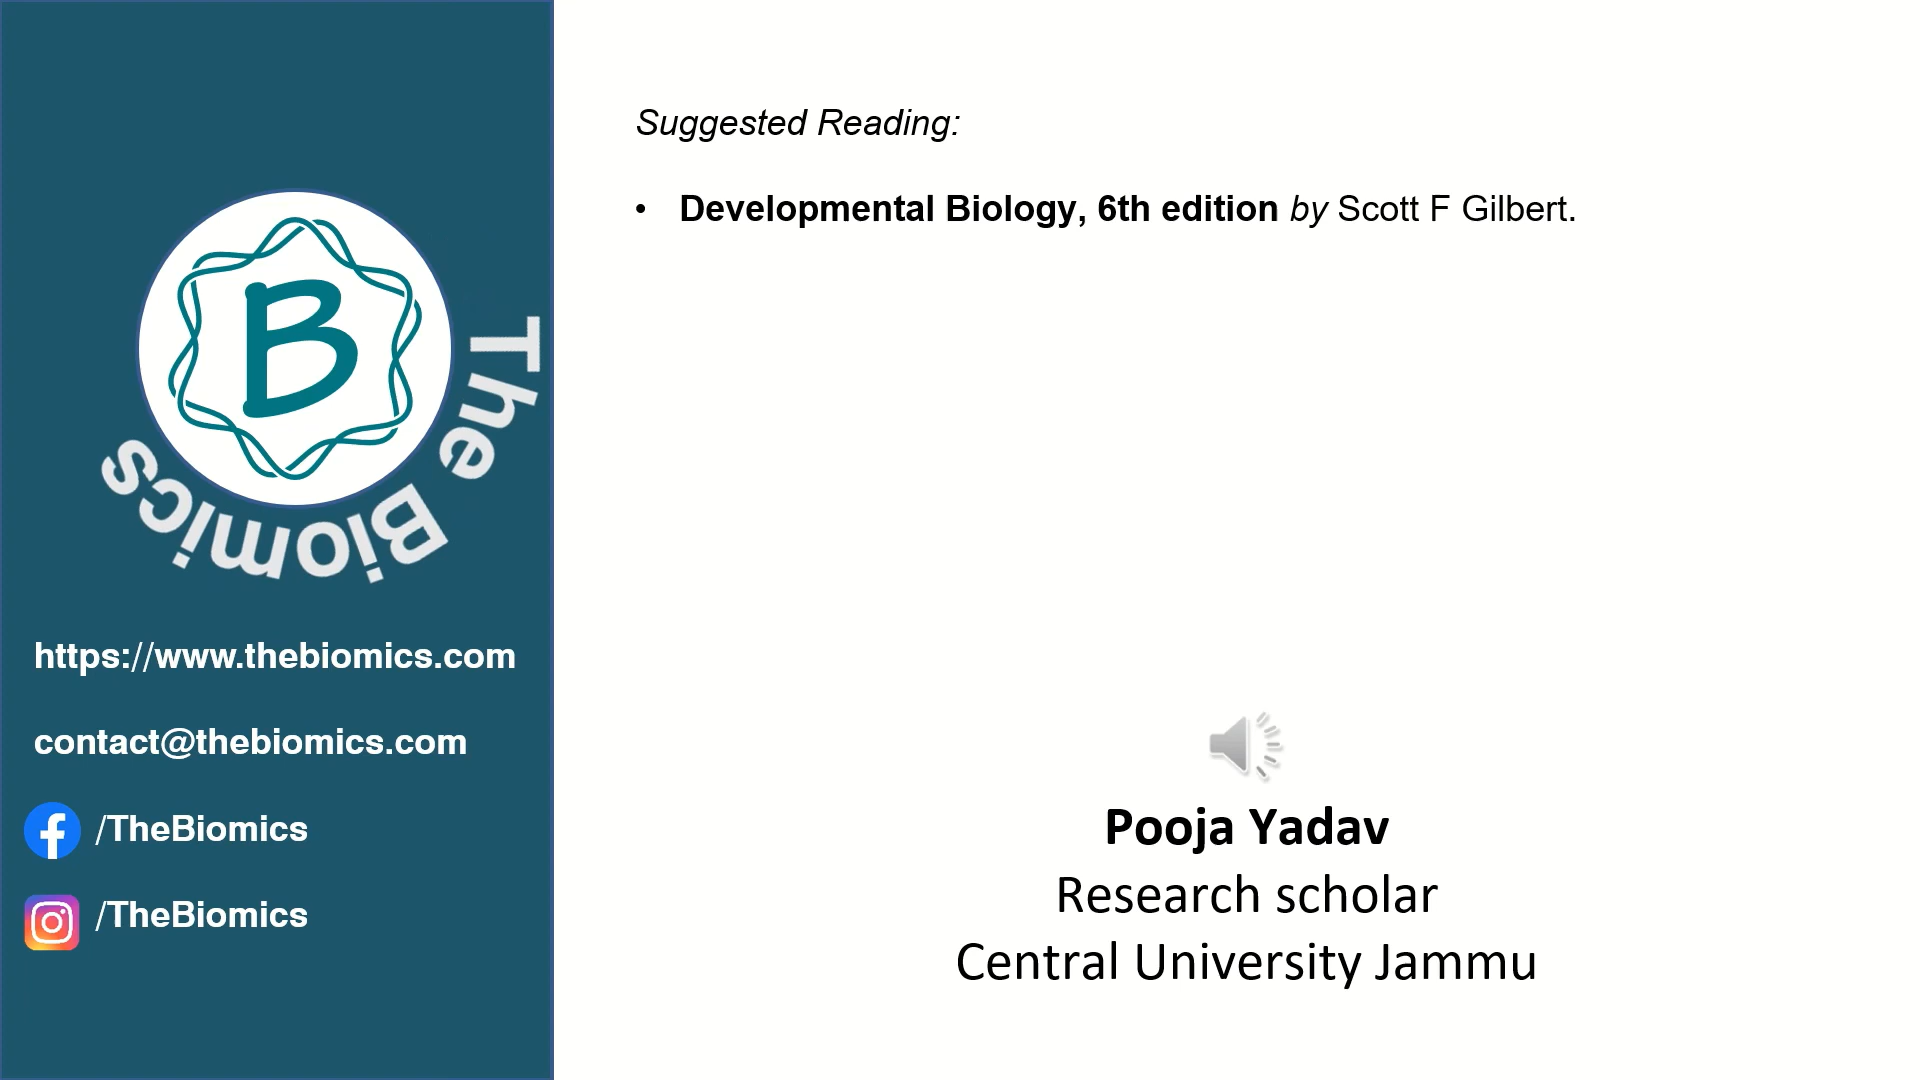 B
The Biomics
https://www.thebiomics.com
contact@thebiomics.com
/TheBiomics
/TheBiomics
Suggested Reading:
• Developmental Biology, 6th edition by Scott F Gilbert.
Pooja Yadav
Research scholar
Central University Jammu